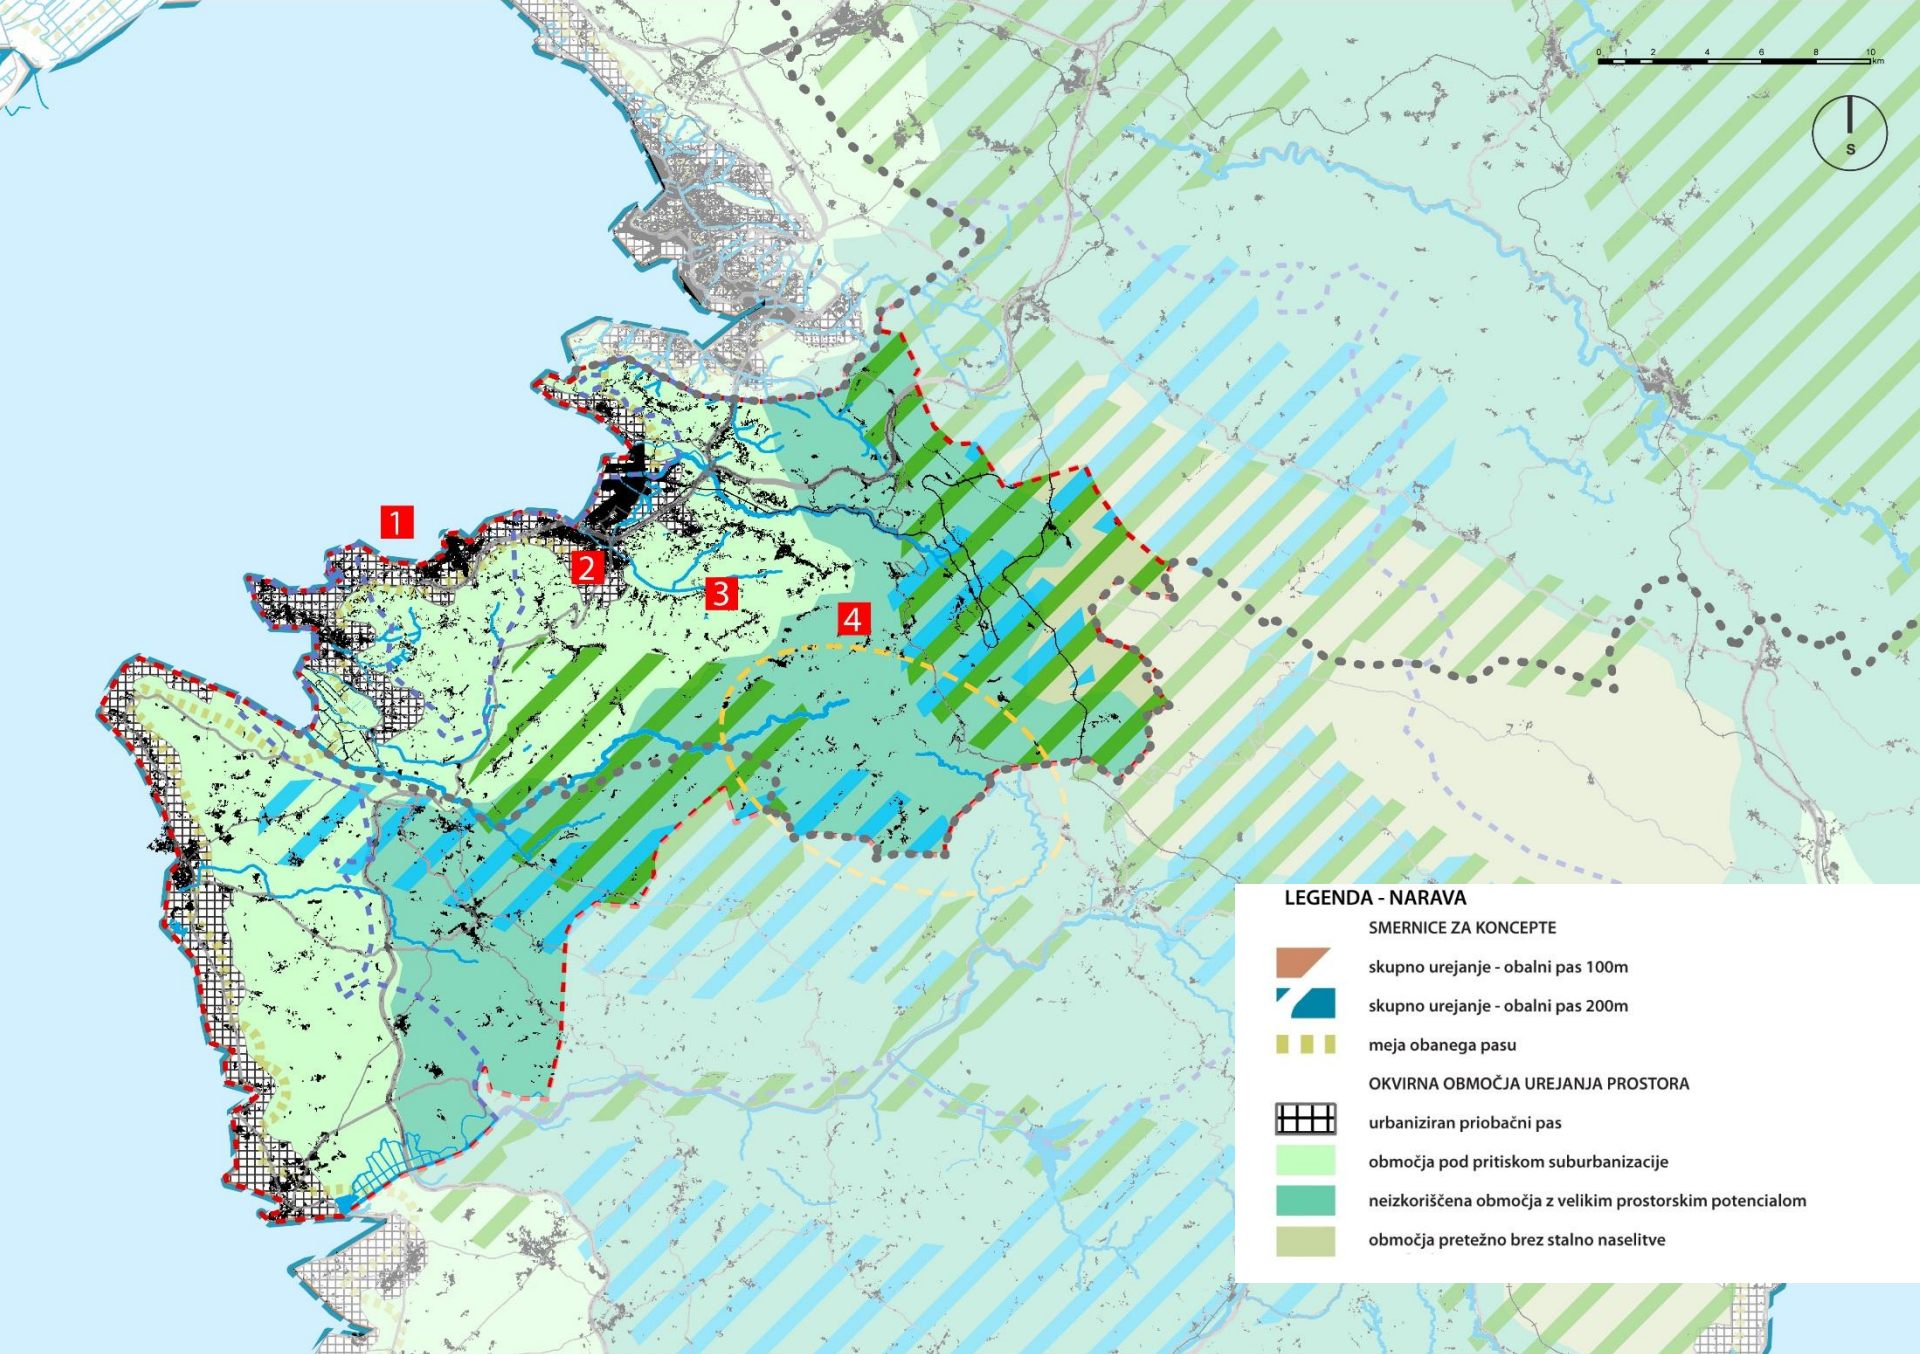 0 1 2 4 6 8 10
km
S
1
2
3
4
LEGENDA - NARAVA
SMERNICE ZA KONCEPTE
skupno urejanje - obalni pas 100m
skupno urejanje - obalni pas 200m
meja obanega pasu
OKVIRNA OBMOČJA UREJANJA PROSTORA
urbaniziran priobačni pas
območja pod pritiskom suburbanizacije
neizkoriščena območja z velikim prostorskim potencialom
območja pretežno brez stalno naselitve